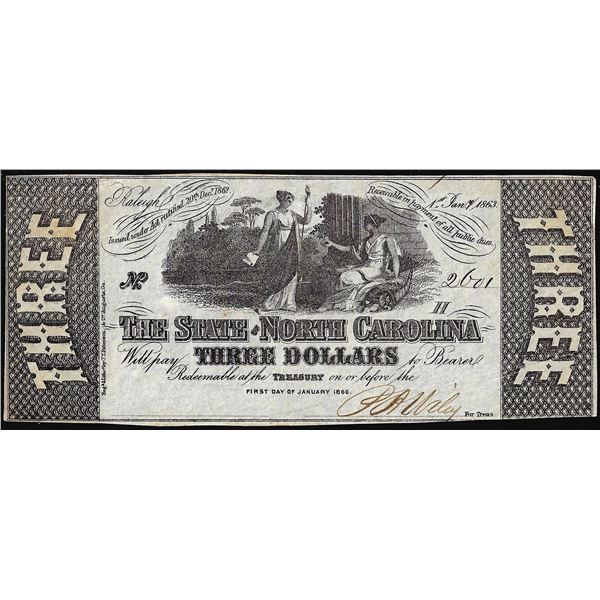 THREE
Raleigh
Issued under Act ratified 20th Decr. 1862.
Receivable in payment of all public dues.
1st Jany. 1863
No
2601
H
THE STATE OF NORTH CAROLINA
Will pay THREE DOLLARS to Bearer
Redeemable at the TREASURY on or before the
FIRST DAY OF JANUARY 1866.
For Treas
THREE